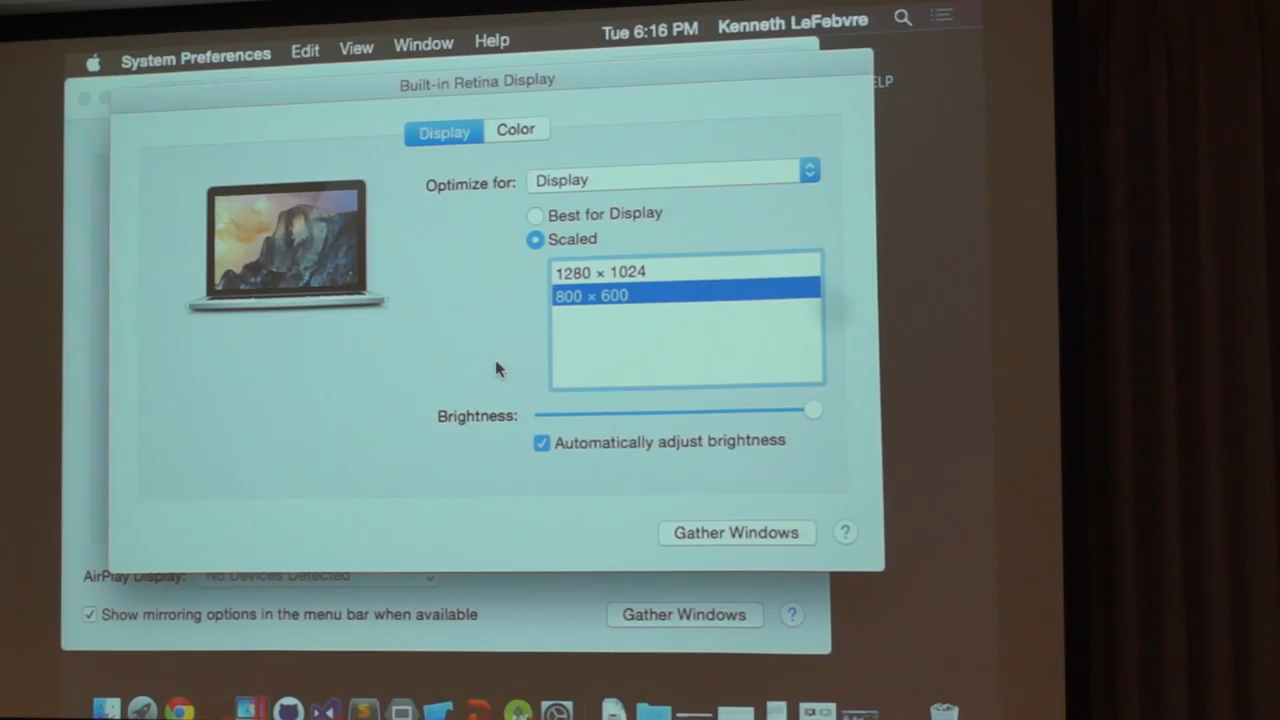 System Preferences Edit View Window Help Tue 6:16 PM Kenneth LeFebvre
Built-in Retina Display
ELP
Display Color
Optimize for: Display
Best for Display
Scaled
1280 × 1024
800 × 600
Brightness:
Automatically adjust brightness
Gather Windows ?
AirPlay Display: No Devices Detected
Show mirroring options in the menu bar when available Gather Windows ?